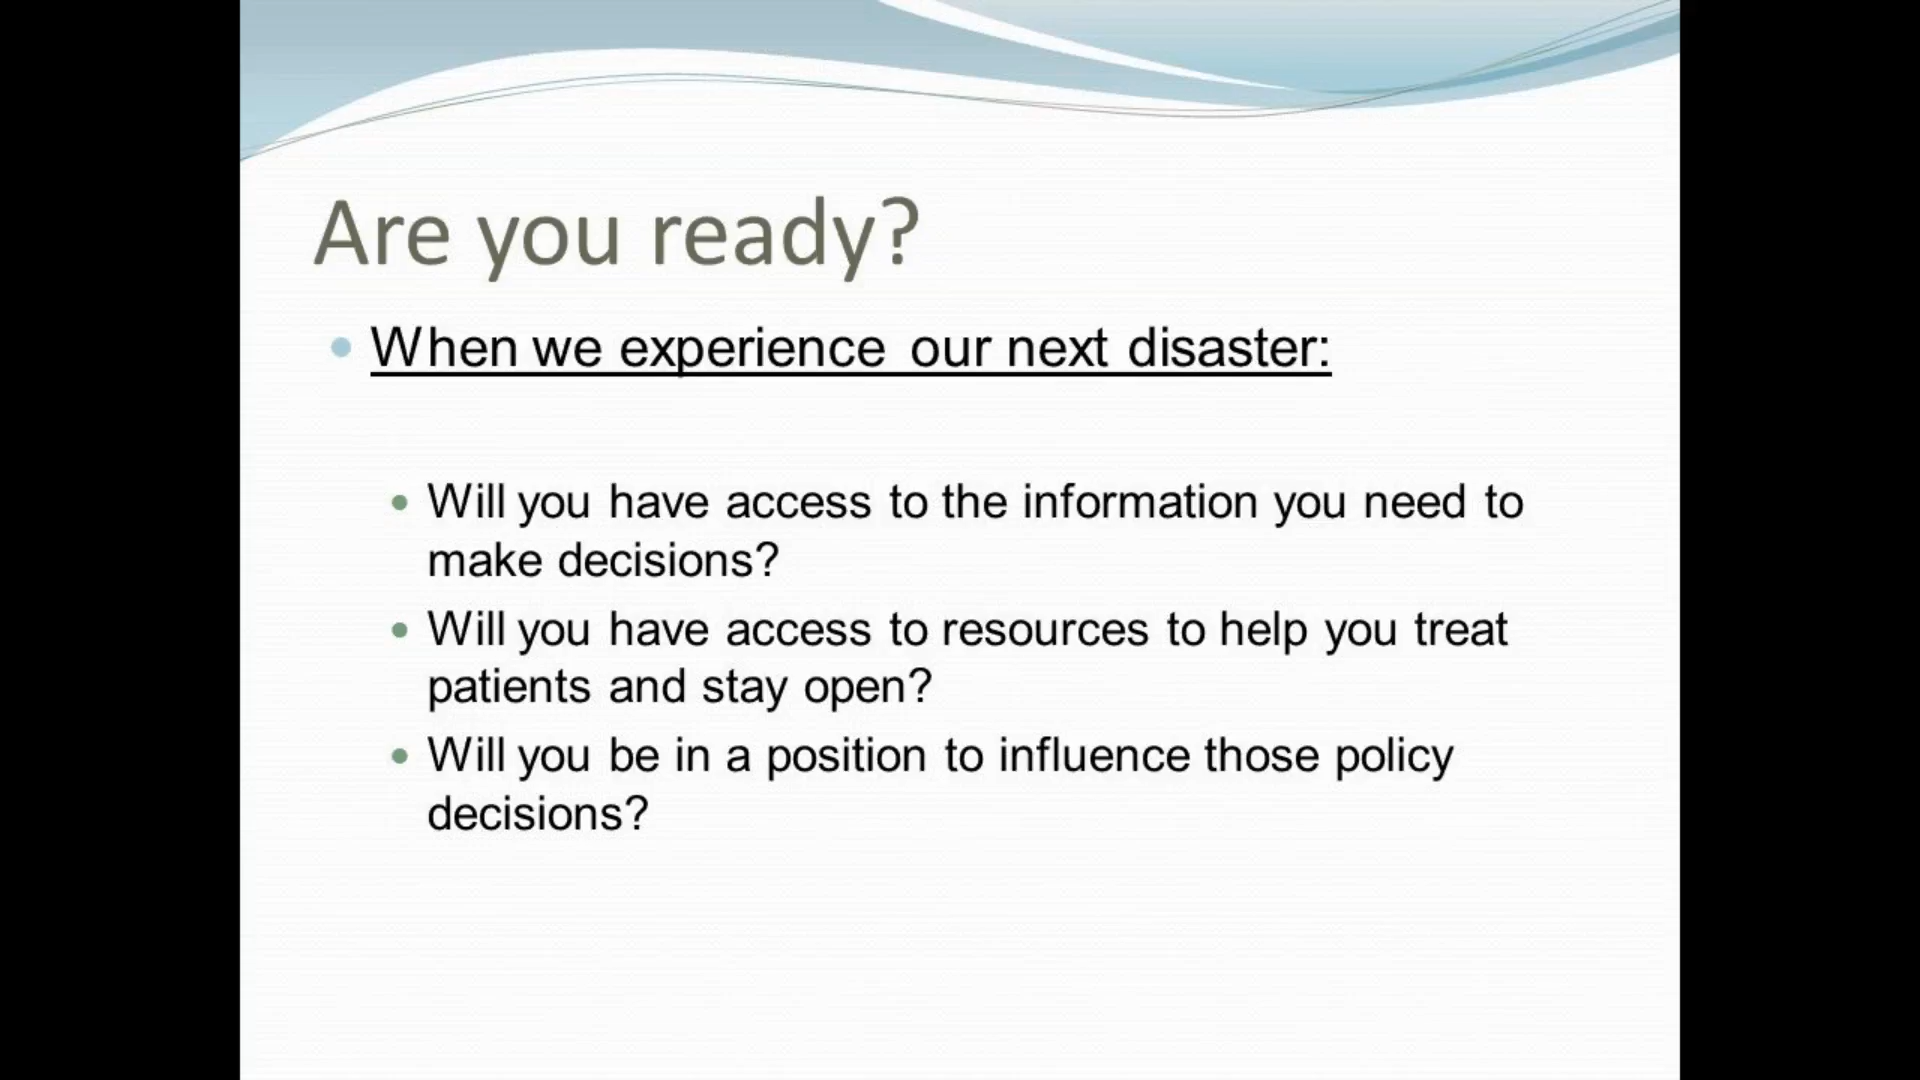 Are you ready?
When we experience our next disaster:
Will you have access to the information you need to
make decisions?
Will you have access to resources to help you treat
patients and stay open?
Will you be in a position to influence those policy
decisions?